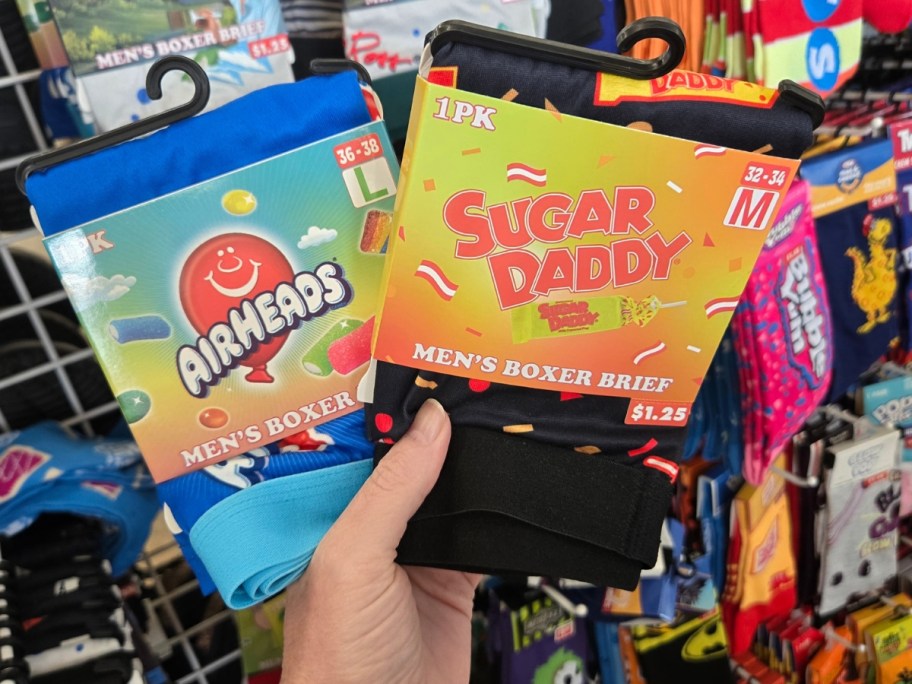 MEN'S BOXER BRIEF
$1.25
36-38
L
AIRHEADS
MEN'S BOXER
DADDY
1PK
32-34
M
SUGAR
DADDY
SUGAR
DADDY
MEN'S BOXER BRIEF
$1.25
S
Bubble
Yum